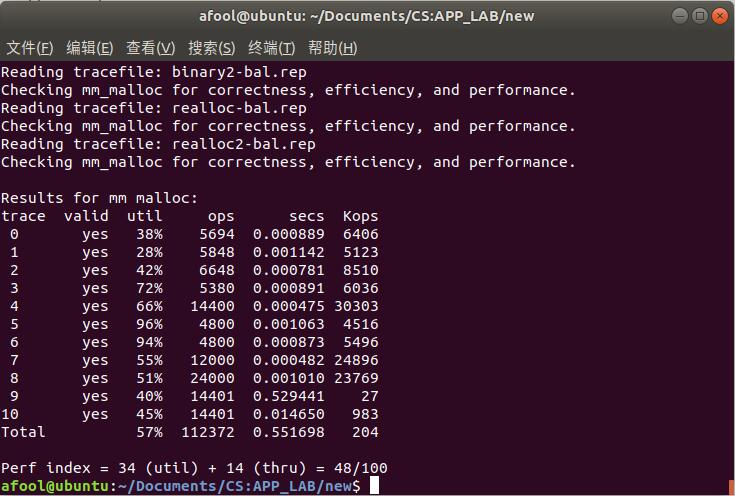 afool@ubuntu: ~/Documents/CS:APP_LAB/new
文件(F) 编辑(E) 查看(V) 搜索(S) 终端(T) 帮助(H)
Reading tracefile: binary2-bal.rep
Checking mm_malloc for correctness, efficiency, and performance.
Reading tracefile: realloc-bal.rep
Checking mm_malloc for correctness, efficiency, and performance.
Reading tracefile: realloc2-bal.rep
Checking mm_malloc for correctness, efficiency, and performance.
Results for mm malloc:
trace valid util ops secs Kops
0 yes 38% 5694 0.000889 6406
1 yes 28% 5848 0.001142 5123
2 yes 42% 6648 0.000781 8510
3 yes 72% 5380 0.000891 6036
4 yes 66% 14400 0.000475 30303
5 yes 96% 4800 0.001063 4516
6 yes 94% 4800 0.000873 5496
7 yes 55% 12000 0.000482 24896
8 yes 51% 24000 0.001010 23769
9 yes 40% 14401 0.529441 27
10 yes 45% 14401 0.014650 983
Total 57% 112372 0.551698 204
Perf index = 34 (util) + 14 (thru) = 48/100
afool@ubuntu:~/Documents/CS:APP_LAB/new$